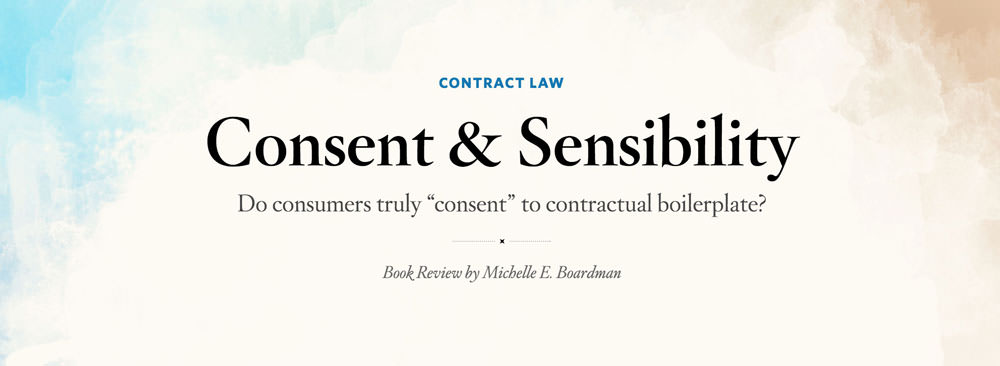 CONTRACT LAW
Consent & Sensibility
Do consumers truly “consent” to contractual boilerplate?
Book Review by Michelle E. Boardman